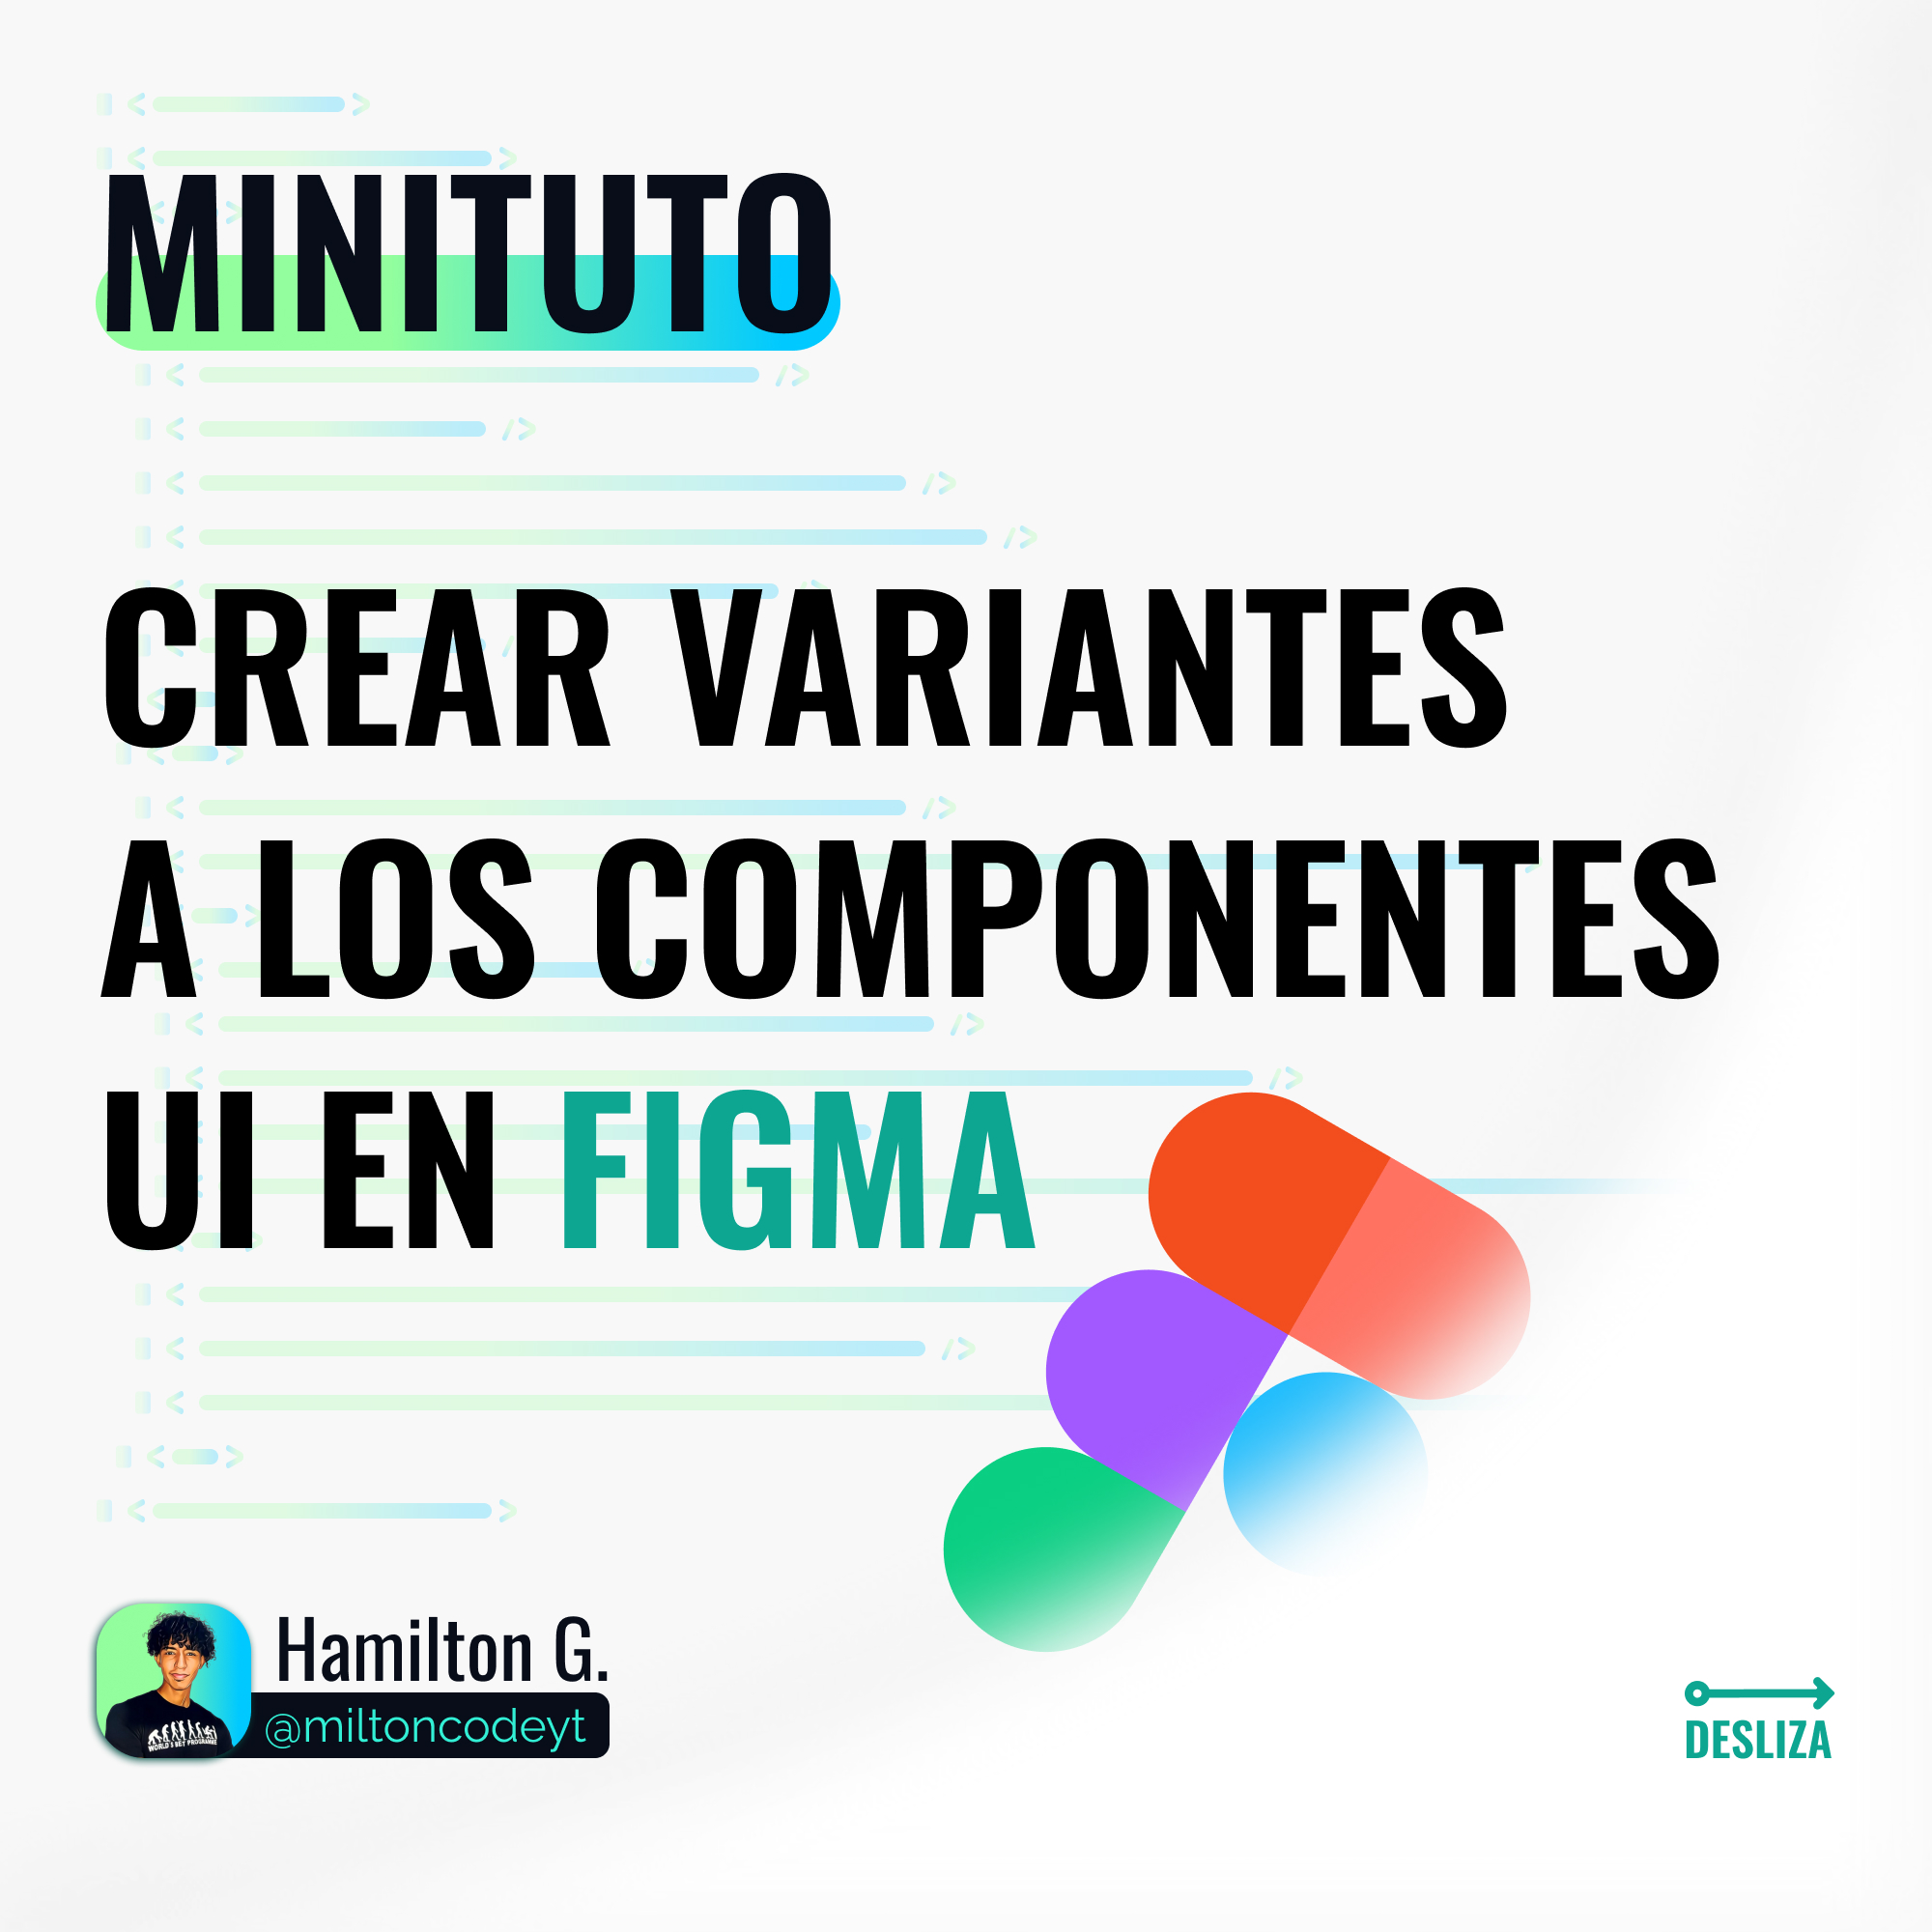 MINITUTO
CREAR VARIANTES
A LOS COMPONENTES
UI EN FIGMA
Hamilton G.
@miltoncodeyt
DESLIZA